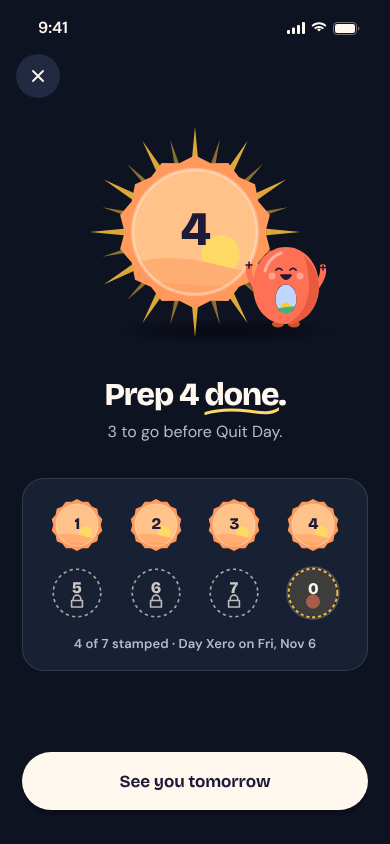 9:41
4
Prep 4 done.
3 to go before Quit Day.
1 2 3 4
5 6 7 0
4 of 7 stamped · Day Xero on Fri, Nov 6
See you tomorrow